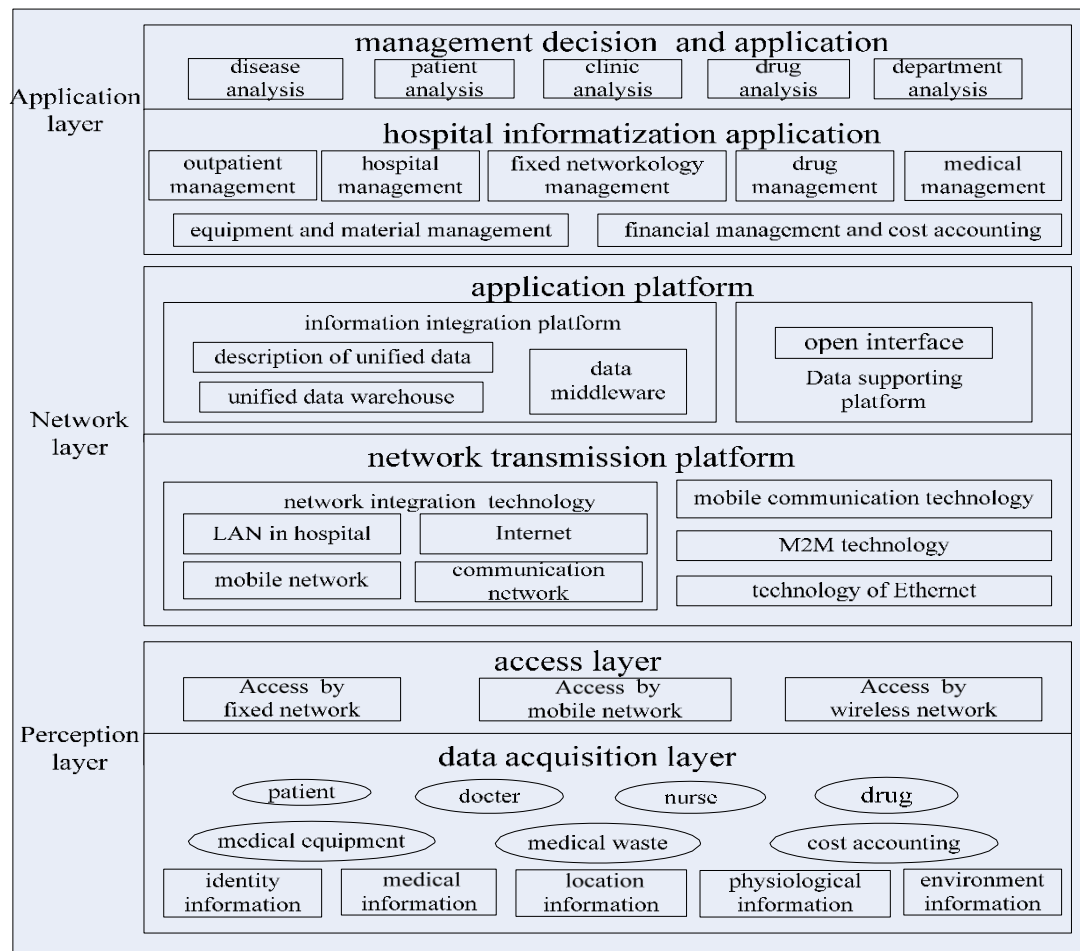 Application
layer
management decision and application
disease
analysis
patient
analysis
clinic
analysis
drug
analysis
department
analysis
hospital informatization application
outpatient
management
hospital
management
fixed networkology
management
drug
management
medical
management
equipment and material management
financial management and cost accounting
Network
layer
application platform
information integration platform
description of unified data
unified data warehouse
data
middleware
open interface
Data supporting
platform
network transmission platform
network integration technology
LAN in hospital
Internet
mobile network
communication
network
mobile communication technology
M2M technology
technology of Ethernet
Perception
layer
access layer
Access by
fixed network
Access by
mobile network
Access by
wireless network
data acquisition layer
patient
docter
nurse
drug
medical equipment
medical waste
cost accounting
identity
information
medical
information
location
information
physiological
information
environment
information